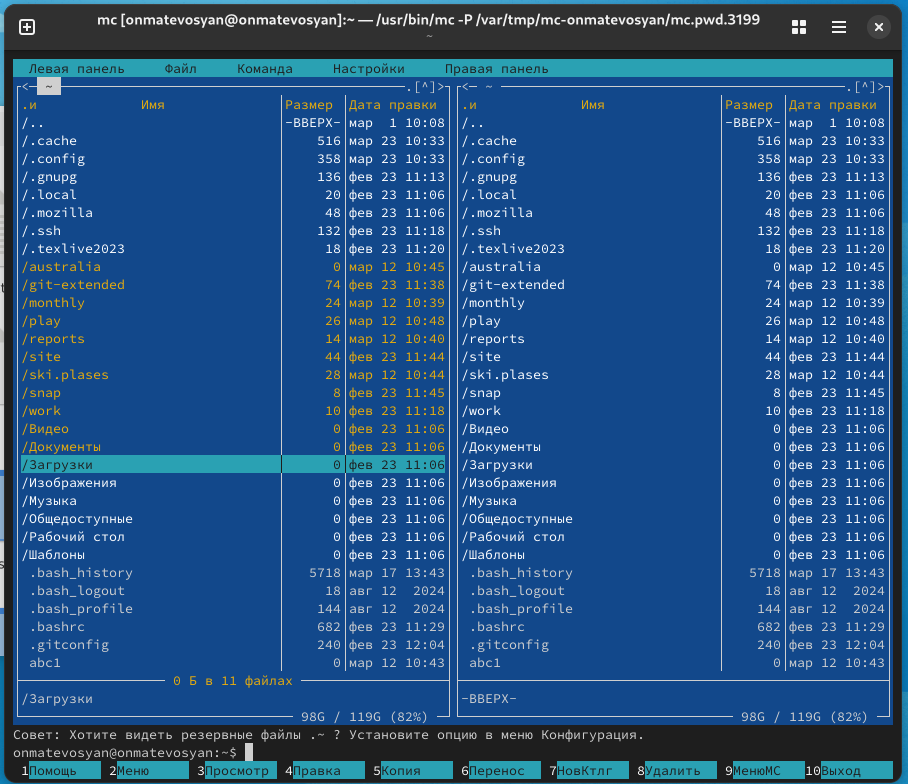 mc [onmatevosyan@onmatevosyan]:~ — /usr/bin/mc -P /var/tmp/mc-onmatevosyan/mc.pwd.3199
~
Левая панель Файл Команда Настройки Правая панель
<─ ~ .[^]> <─ ~ .[^]>
.и Имя Размер Дата правки .и Имя Размер Дата правки
/.. -ВВЕРХ- мар 1 10:08 /.. -ВВЕРХ- мар 1 10:08
/.cache 516 мар 23 10:33 /.cache 516 мар 23 10:33
/.config 358 мар 23 10:33 /.config 358 мар 23 10:33
/.gnupg 136 фев 23 11:13 /.gnupg 136 фев 23 11:13
/.local 20 фев 23 11:06 /.local 20 фев 23 11:06
/.mozilla 48 фев 23 11:06 /.mozilla 48 фев 23 11:06
/.ssh 132 фев 23 11:18 /.ssh 132 фев 23 11:18
/.texlive2023 18 фев 23 11:20 /.texlive2023 18 фев 23 11:20
/australia 0 мар 12 10:45 /australia 0 мар 12 10:45
/git-extended 74 фев 23 11:38 /git-extended 74 фев 23 11:38
/monthly 24 мар 12 10:39 /monthly 24 мар 12 10:39
/play 26 мар 12 10:48 /play 26 мар 12 10:48
/reports 14 мар 12 10:40 /reports 14 мар 12 10:40
/site 44 фев 23 11:44 /site 44 фев 23 11:44
/ski.plases 28 мар 12 10:44 /ski.plases 28 мар 12 10:44
/snap 8 фев 23 11:45 /snap 8 фев 23 11:45
/work 10 фев 23 11:18 /work 10 фев 23 11:18
/Видео 0 фев 23 11:06 /Видео 0 фев 23 11:06
/Документы 0 фев 23 11:06 /Документы 0 фев 23 11:06
/Загрузки 0 фев 23 11:06 /Загрузки 0 фев 23 11:06
/Изображения 0 фев 23 11:06 /Изображения 0 фев 23 11:06
/Музыка 0 фев 23 11:06 /Музыка 0 фев 23 11:06
/Общедоступные 0 фев 23 11:06 /Общедоступные 0 фев 23 11:06
/Рабочий стол 0 фев 23 11:06 /Рабочий стол 0 фев 23 11:06
/Шаблоны 0 фев 23 11:06 /Шаблоны 0 фев 23 11:06
.bash_history 5718 мар 17 13:43 .bash_history 5718 мар 17 13:43
.bash_logout 18 авг 12 2024 .bash_logout 18 авг 12 2024
.bash_profile 144 авг 12 2024 .bash_profile 144 авг 12 2024
.bashrc 682 фев 23 11:29 .bashrc 682 фев 23 11:29
.gitconfig 240 фев 23 12:04 .gitconfig 240 фев 23 12:04
abc1 0 мар 12 10:43 abc1 0 мар 12 10:43
0 Б в 11 файлах
/Загрузки -ВВЕРХ-
98G / 119G (82%) 98G / 119G (82%)
Совет: Хотите видеть резервные файлы .~ ? Установите опцию в меню Конфигурация.
onmatevosyan@onmatevosyan:~$
1Помощь 2Меню 3Просмотр 4Правка 5Копия 6Перенос 7НовКтлг 8Удалить 9МенюМС 10Выход